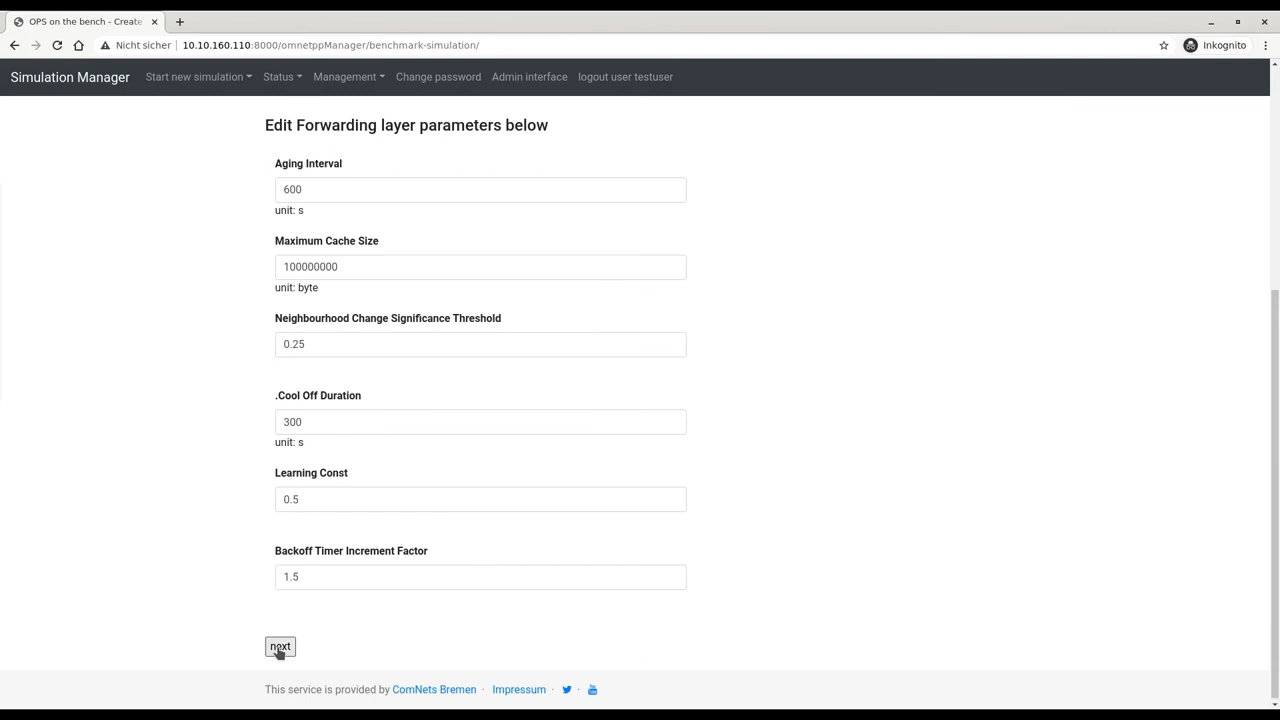 OPS on the bench - Create
Nicht sicher 10.10.160.110:8000/omnetppManager/benchmark-simulation/ Inkognito
Simulation Manager Start new simulation Status Management Change password Admin interface logout user testuser
Edit Forwarding layer parameters below
Aging Interval
600
unit: s
Maximum Cache Size
100000000
unit: byte
Neighbourhood Change Significance Threshold
0.25
.Cool Off Duration
300
unit: s
Learning Const
0.5
Backoff Timer Increment Factor
1.5
next
This service is provided by ComNets Bremen · Impressum · ·